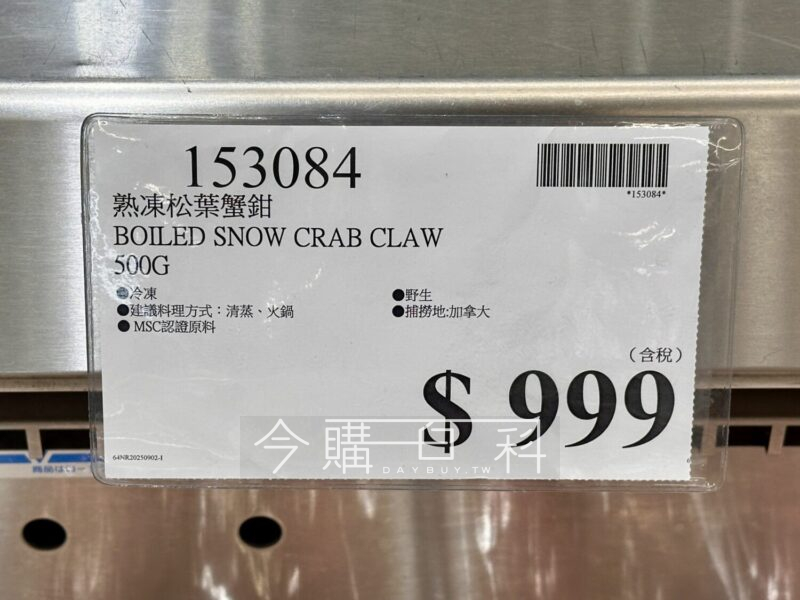 153084
*153084*
熟凍松葉蟹鉗
BOILED SNOW CRAB CLAW
500G
●冷凍
●野生
●建議料理方式：清蒸、火鍋
●捕撈地:加拿大
● MSC認證原料
（含稅）
$ 999
今購百科
DAYBUY.TW
64NR20250902-1